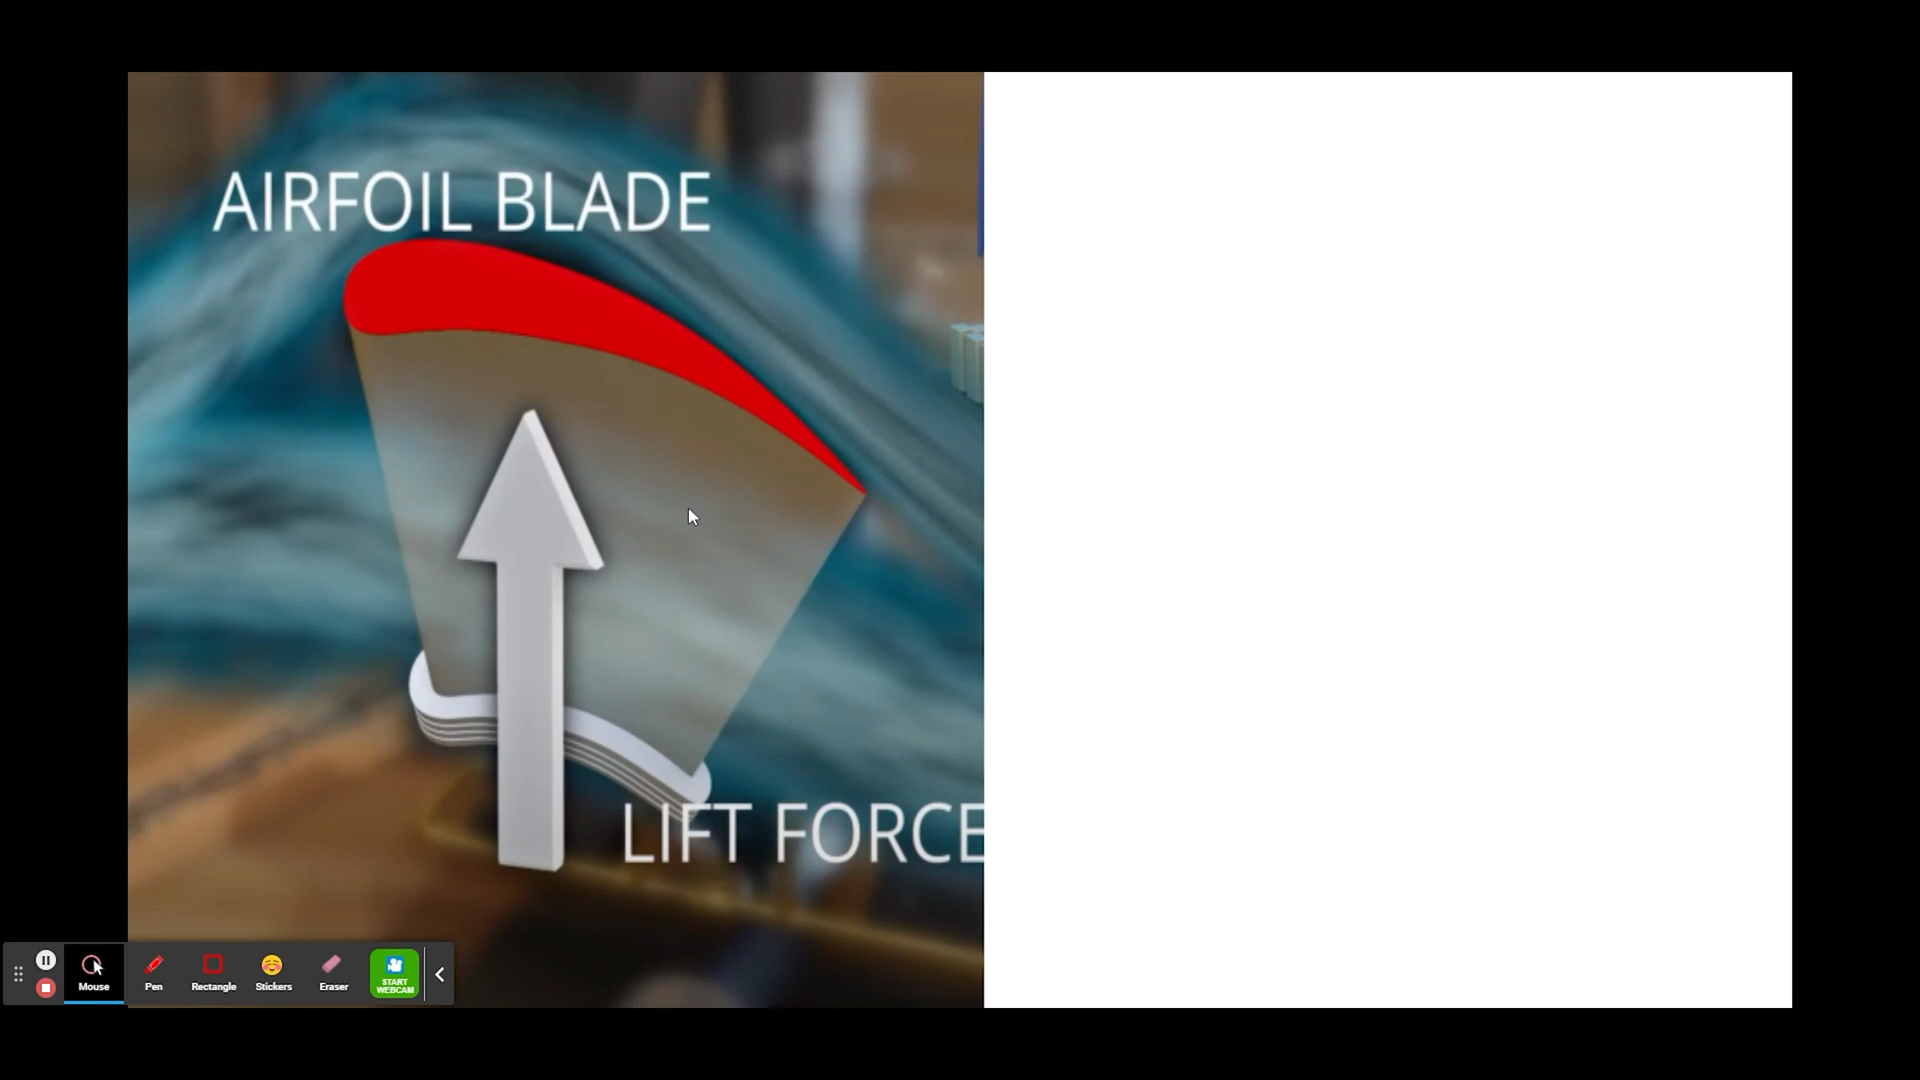 AIRFOIL BLADE
LIFT FORCE
Mouse
Pen
Rectangle
Stickers
Eraser
START
WEBCAM